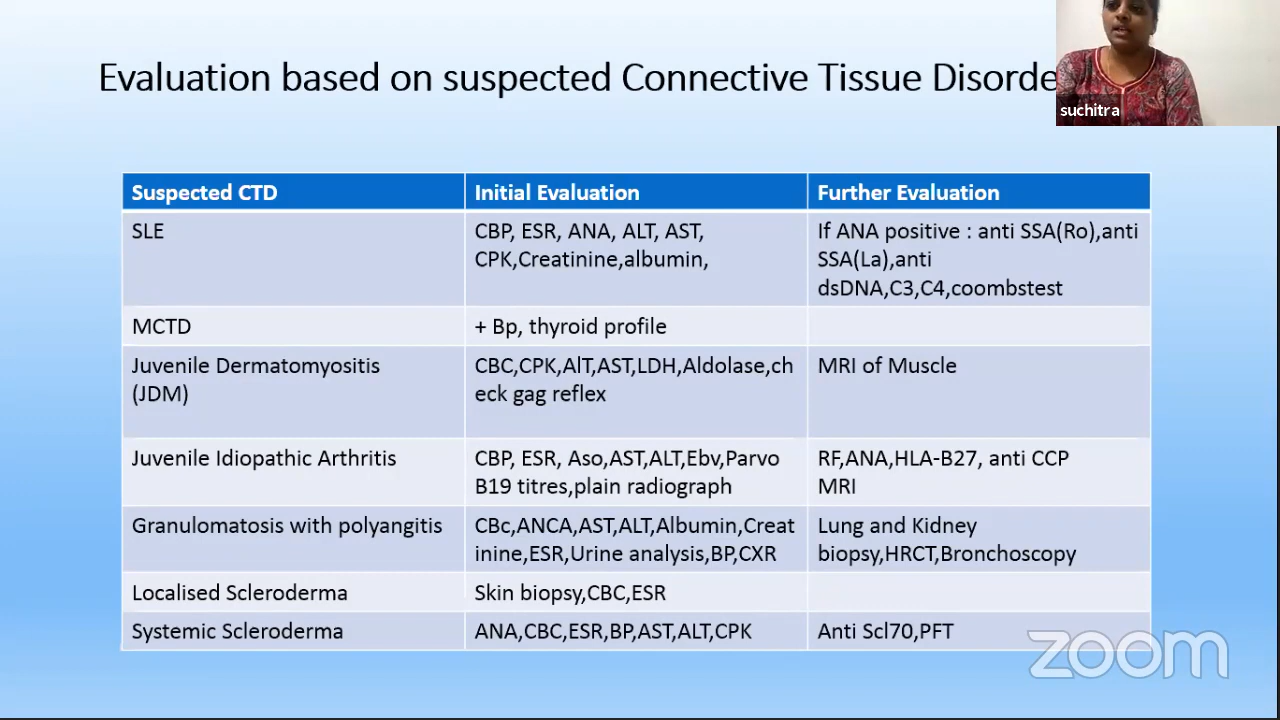 Evaluation based on suspected Connective Tissue Disorde
suchitra
Suspected CTD
Initial Evaluation
Further Evaluation
SLE
CBP, ESR, ANA, ALT, AST,
CPK,Creatinine,albumin,
If ANA positive : anti SSA(Ro),anti
SSA(La),anti
dsDNA,C3,C4,coombstest
MCTD
+ Bp, thyroid profile
Juvenile Dermatomyositis
(JDM)
CBC,CPK,AlT,AST,LDH,Aldolase,ch
eck gag reflex
MRI of Muscle
Juvenile Idiopathic Arthritis
CBP, ESR, Aso,AST,ALT,Ebv,Parvo
B19 titres,plain radiograph
RF,ANA,HLA-B27, anti CCP
MRI
Granulomatosis with polyangitis
CBc,ANCA,AST,ALT,Albumin,Creat
inine,ESR,Urine analysis,BP,CXR
Lung and Kidney
biopsy,HRCT,Bronchoscopy
Localised Scleroderma
Skin biopsy,CBC,ESR
Systemic Scleroderma
ANA,CBC,ESR,BP,AST,ALT,CPK
Anti Scl70,PFT
zoom